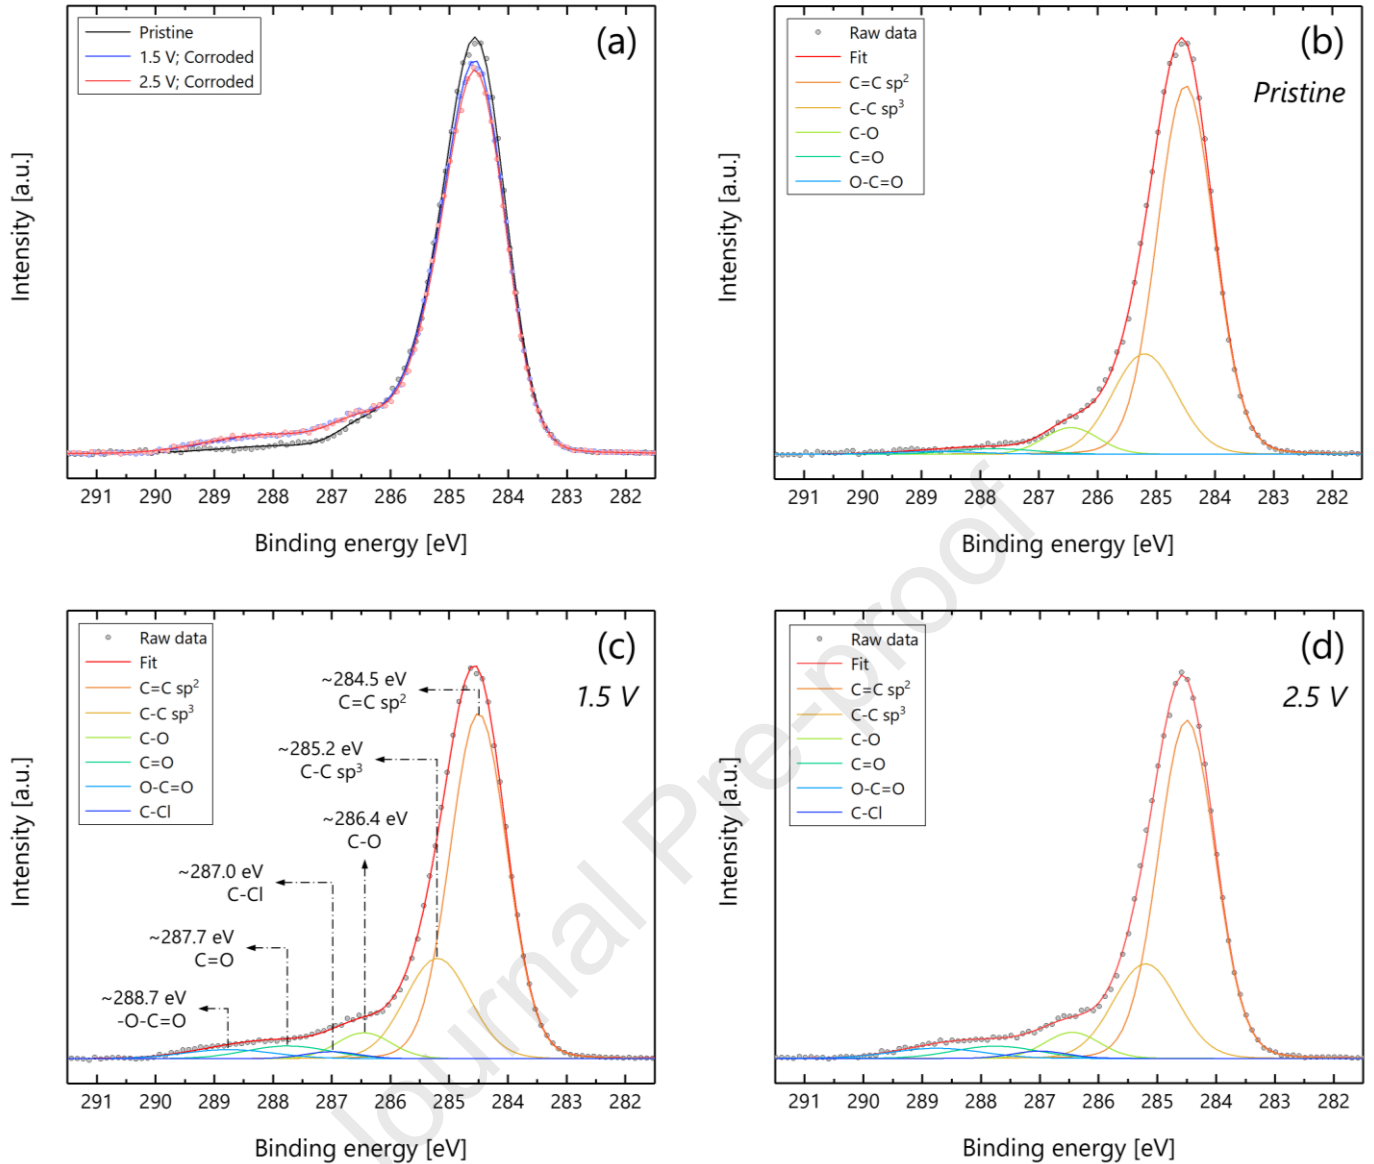 Pristine
1.5 V; Corroded
2.5 V; Corroded
(a)
Intensity [a.u.]
291 290 289 288 287 286 285 284 283 282
Binding energy [eV]
Raw data
Fit
C=C sp²
C-C sp³
C-O
C=O
O-C=O
(b)
Pristine
Intensity [a.u.]
291 290 289 288 287 286 285 284 283 282
Binding energy [eV]
Raw data
Fit
C=C sp²
C-C sp³
C-O
C=O
O-C=O
C-Cl
(c)
1.5 V
~284.5 eV
C=C sp²
~285.2 eV
C-C sp³
~286.4 eV
C-O
~287.0 eV
C-Cl
~287.7 eV
C=O
~288.7 eV
-O-C=O
Intensity [a.u.]
291 290 289 288 287 286 285 284 283 282
Binding energy [eV]
Raw data
Fit
C=C sp²
C-C sp³
C-O
C=O
O-C=O
C-Cl
(d)
2.5 V
Intensity [a.u.]
291 290 289 288 287 286 285 284 283 282
Binding energy [eV]
Journal Pre-proof